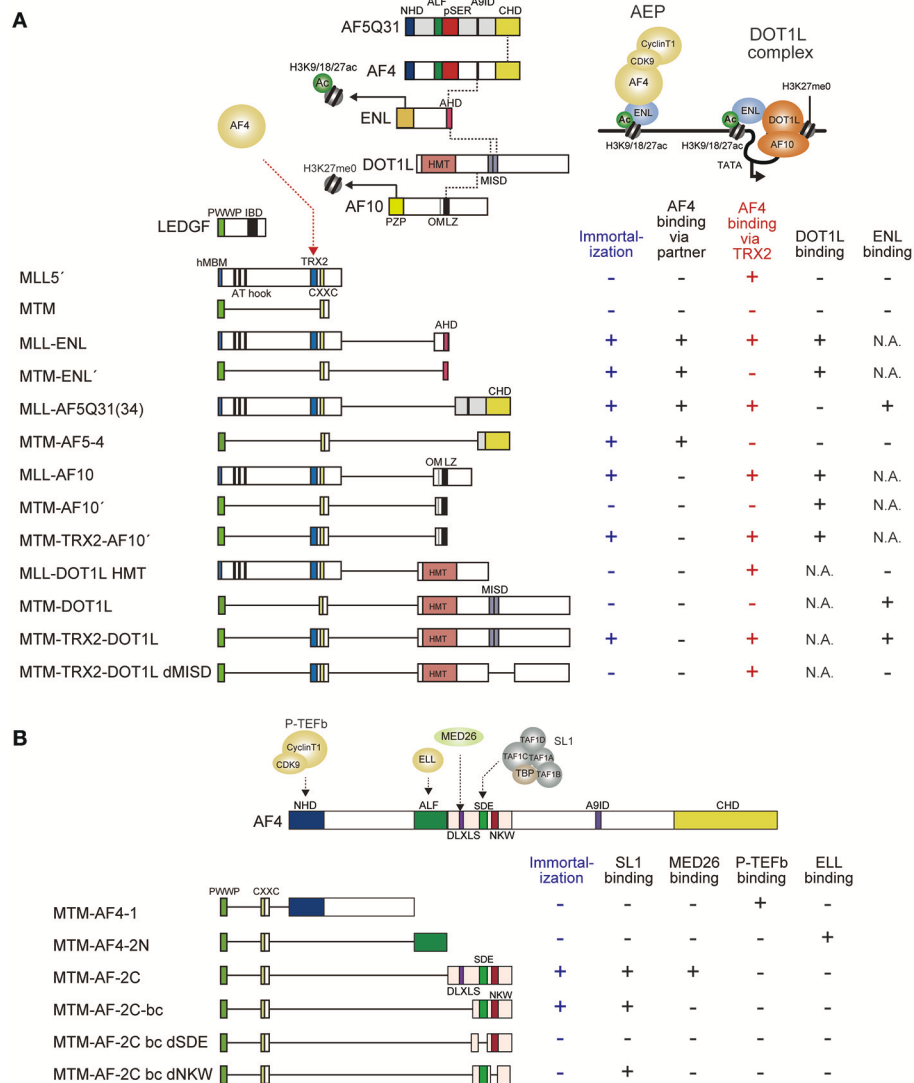 A
NHD ALF pSER A9ID CHD
AF5Q31
AF4
H3K9/18/27ac
Ac
AHD
ENL
AF4
DOT1L HMT
MISD
H3K27me0
AF10
PZP OMLZ
AEP
CyclinT1
CDK9
AF4
Ac ENL
H3K9/18/27ac
DOT1L
complex
H3K27me0
Ac ENL DOT1L
AF10
H3K9/18/27ac
TATA
PWWP IBD
LEDGF
Immortal-
ization
AF4
binding
via
partner
AF4
binding
via
TRX2
DOT1L
binding
ENL
binding
hMBM TRX2
MLL5´ - - + - -
AT hook CXXC
MTM - - - - -
AHD
MLL-ENL + + + + N.A.
MTM-ENL´ + + - + N.A.
CHD
MLL-AF5Q31(34) + + + - +
MTM-AF5-4 + + - - -
OM LZ
MLL-AF10 + - + + N.A.
MTM-AF10´ - - - + N.A.
MTM-TRX2-AF10´ + - + + N.A.
MLL-DOT1L HMT HMT - - + N.A. -
MISD
MTM-DOT1L HMT - - - N.A. +
MTM-TRX2-DOT1L HMT + - + N.A. +
MTM-TRX2-DOT1L dMISD HMT - - + N.A. -
B
P-TEFb
CyclinT1
CDK9
ELL
MED26
SL1
TAF1D
TAF1C TAF1A
TBP TAF1B
NHD ALF SDE A9ID CHD
AF4
DLXLS NKW
Immortal-
ization
SL1
binding
MED26
binding
P-TEFb
binding
ELL
binding
PWWP CXXC
MTM-AF4-1 - - - + -
MTM-AF4-2N - - - - +
SDE
MTM-AF-2C + + + - -
DLXLS NKW
MTM-AF-2C-bc + + - - -
MTM-AF-2C bc dSDE - - - - -
MTM-AF-2C bc dNKW - + - - -